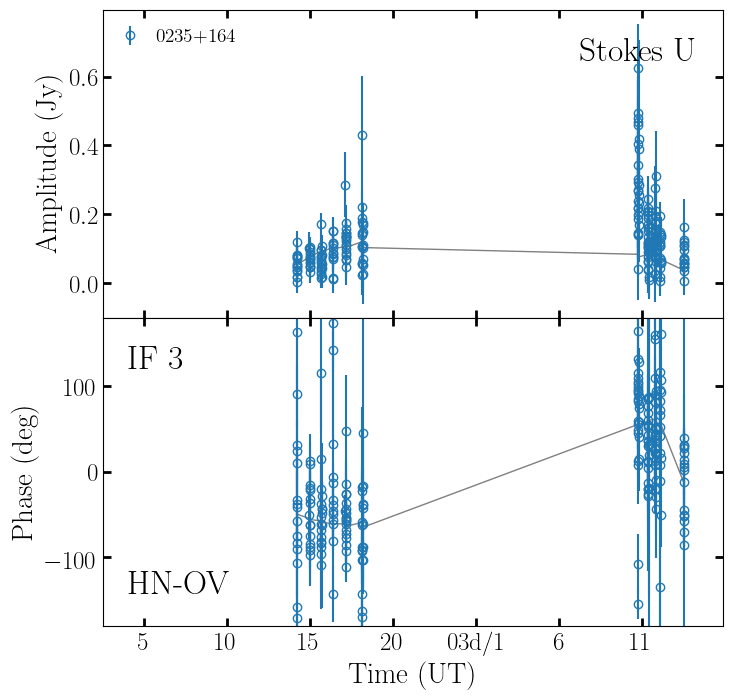 0235+164
Stokes U
Amplitude (Jy)
0.6
0.4
0.2
0.0
IF 3
Phase (deg)
100
0
−100
HN-OV
5 10 15 20 03d/1 6 11
Time (UT)